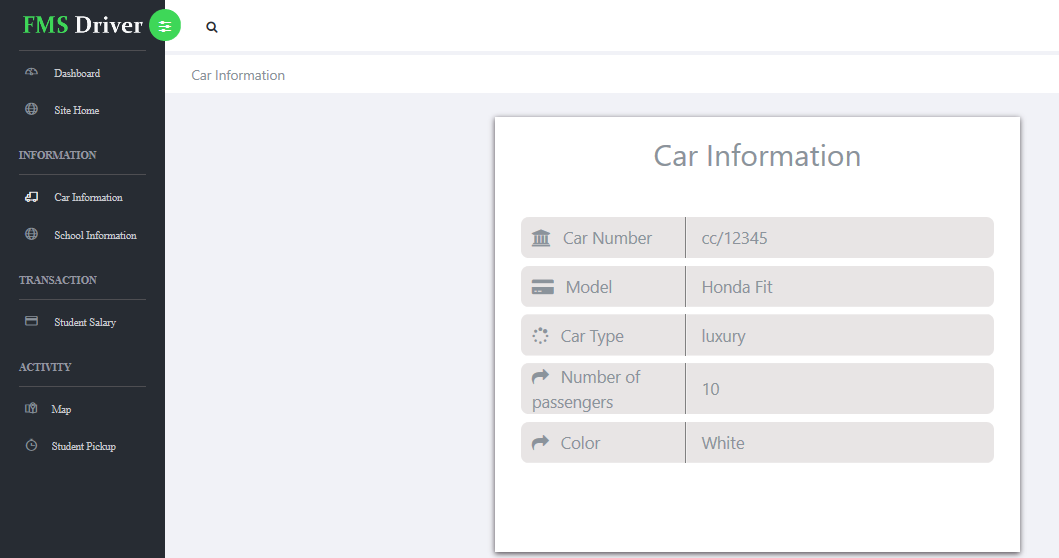 FMS Driver
Dashboard
Site Home
INFORMATION
Car Information
School Information
TRANSACTION
Student Salary
ACTIVITY
Map
Student Pickup
Car Information
Car Information
Car Number cc/12345
Model Honda Fit
Car Type luxury
Number of
passengers 10
Color White